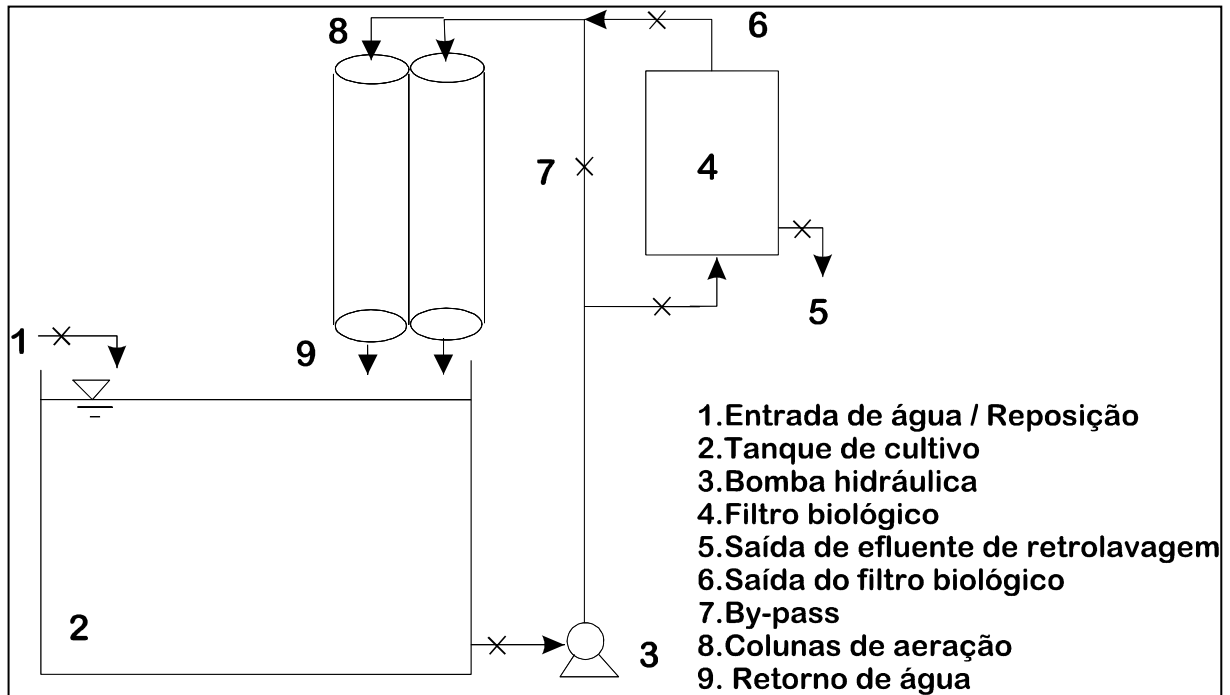 8
6
7
4
5
1
9
2
3
1.Entrada de água / Reposição
2.Tanque de cultivo
3.Bomba hidráulica
4.Filtro biológico
5.Saída de efluente de retrolavagem
6.Saída do filtro biológico
7.By-pass
8.Colunas de aeração
9. Retorno de água